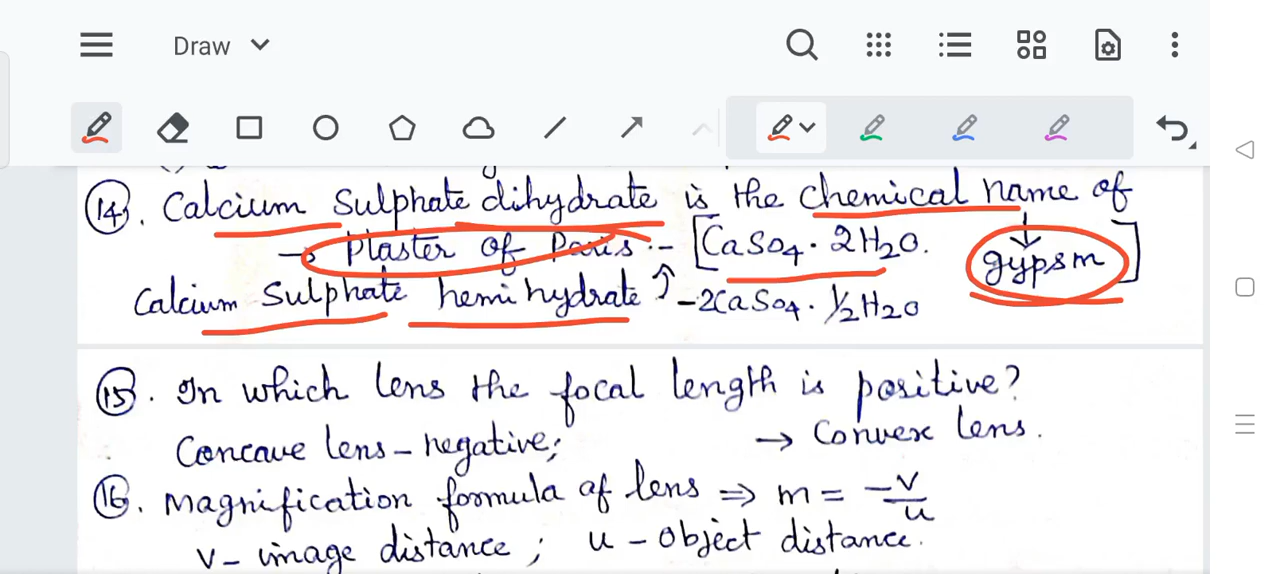 Draw
14. Calcium Sulphate dihydrate is the chemical name of
→ Plaster of Paris :- [CaSO4 · 2H2O. gypsm]
Calcium Sulphate hemihydrate ↑ - 2CaSO4 · 1/2H2O
15. In which lens the focal length is positive?
Concave lens - negative; → Convex lens.
16. Magnification formula of lens ⇒ m = -v/u
v - image distance ; u - object distance.